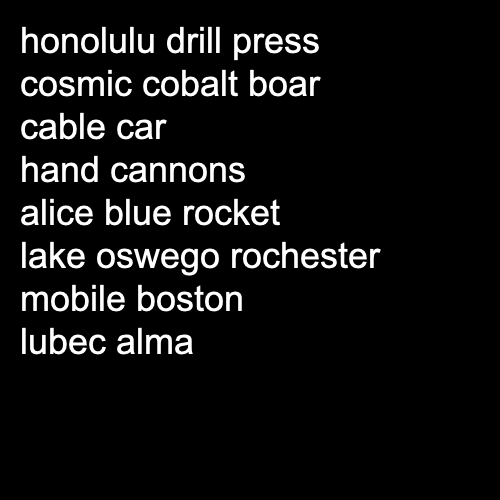 honolulu drill press
cosmic cobalt boar
cable car
hand cannons
alice blue rocket
lake oswego rochester
mobile boston
lubec alma